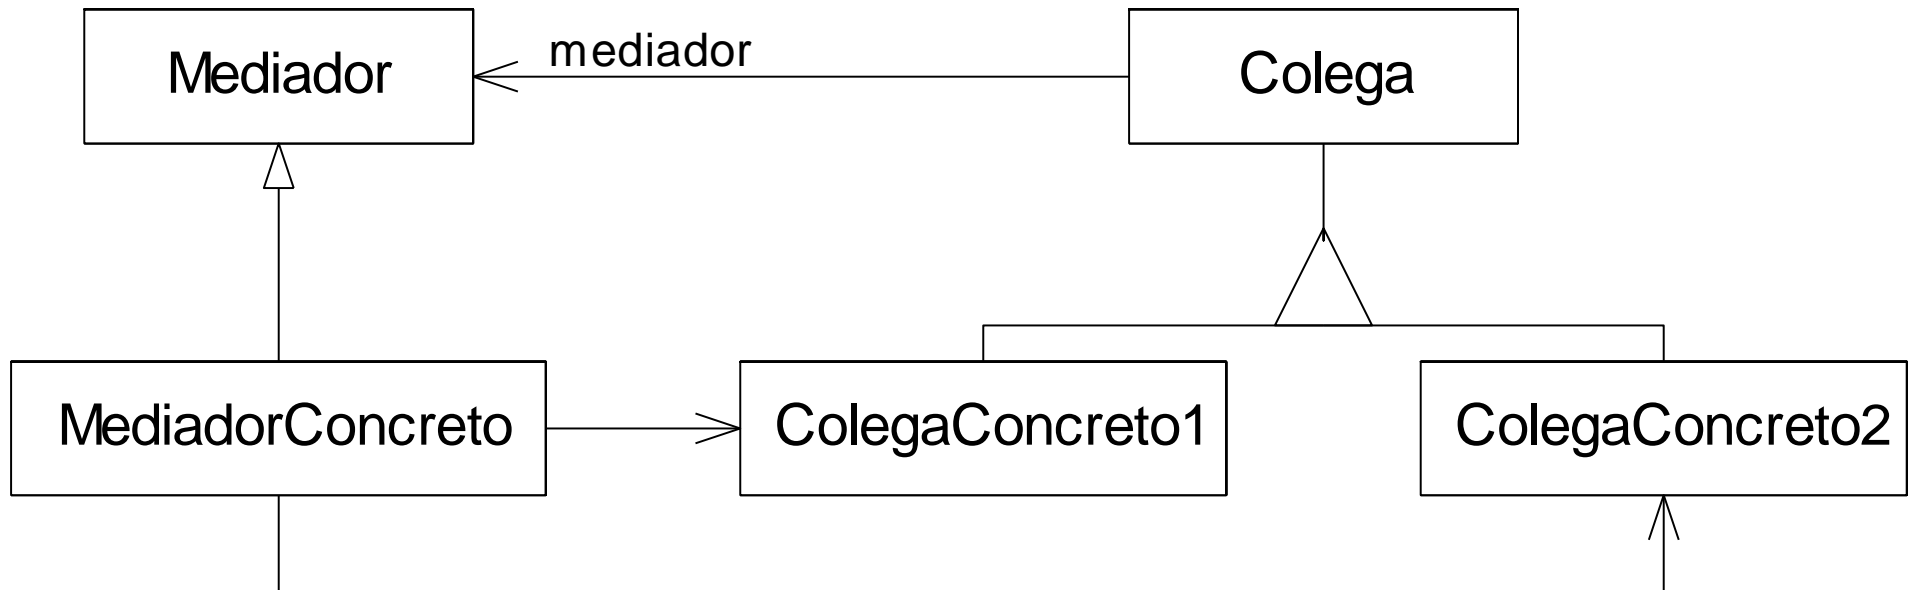 Mediador
mediador
Colega
MediadorConcreto
ColegaConcreto1
ColegaConcreto2